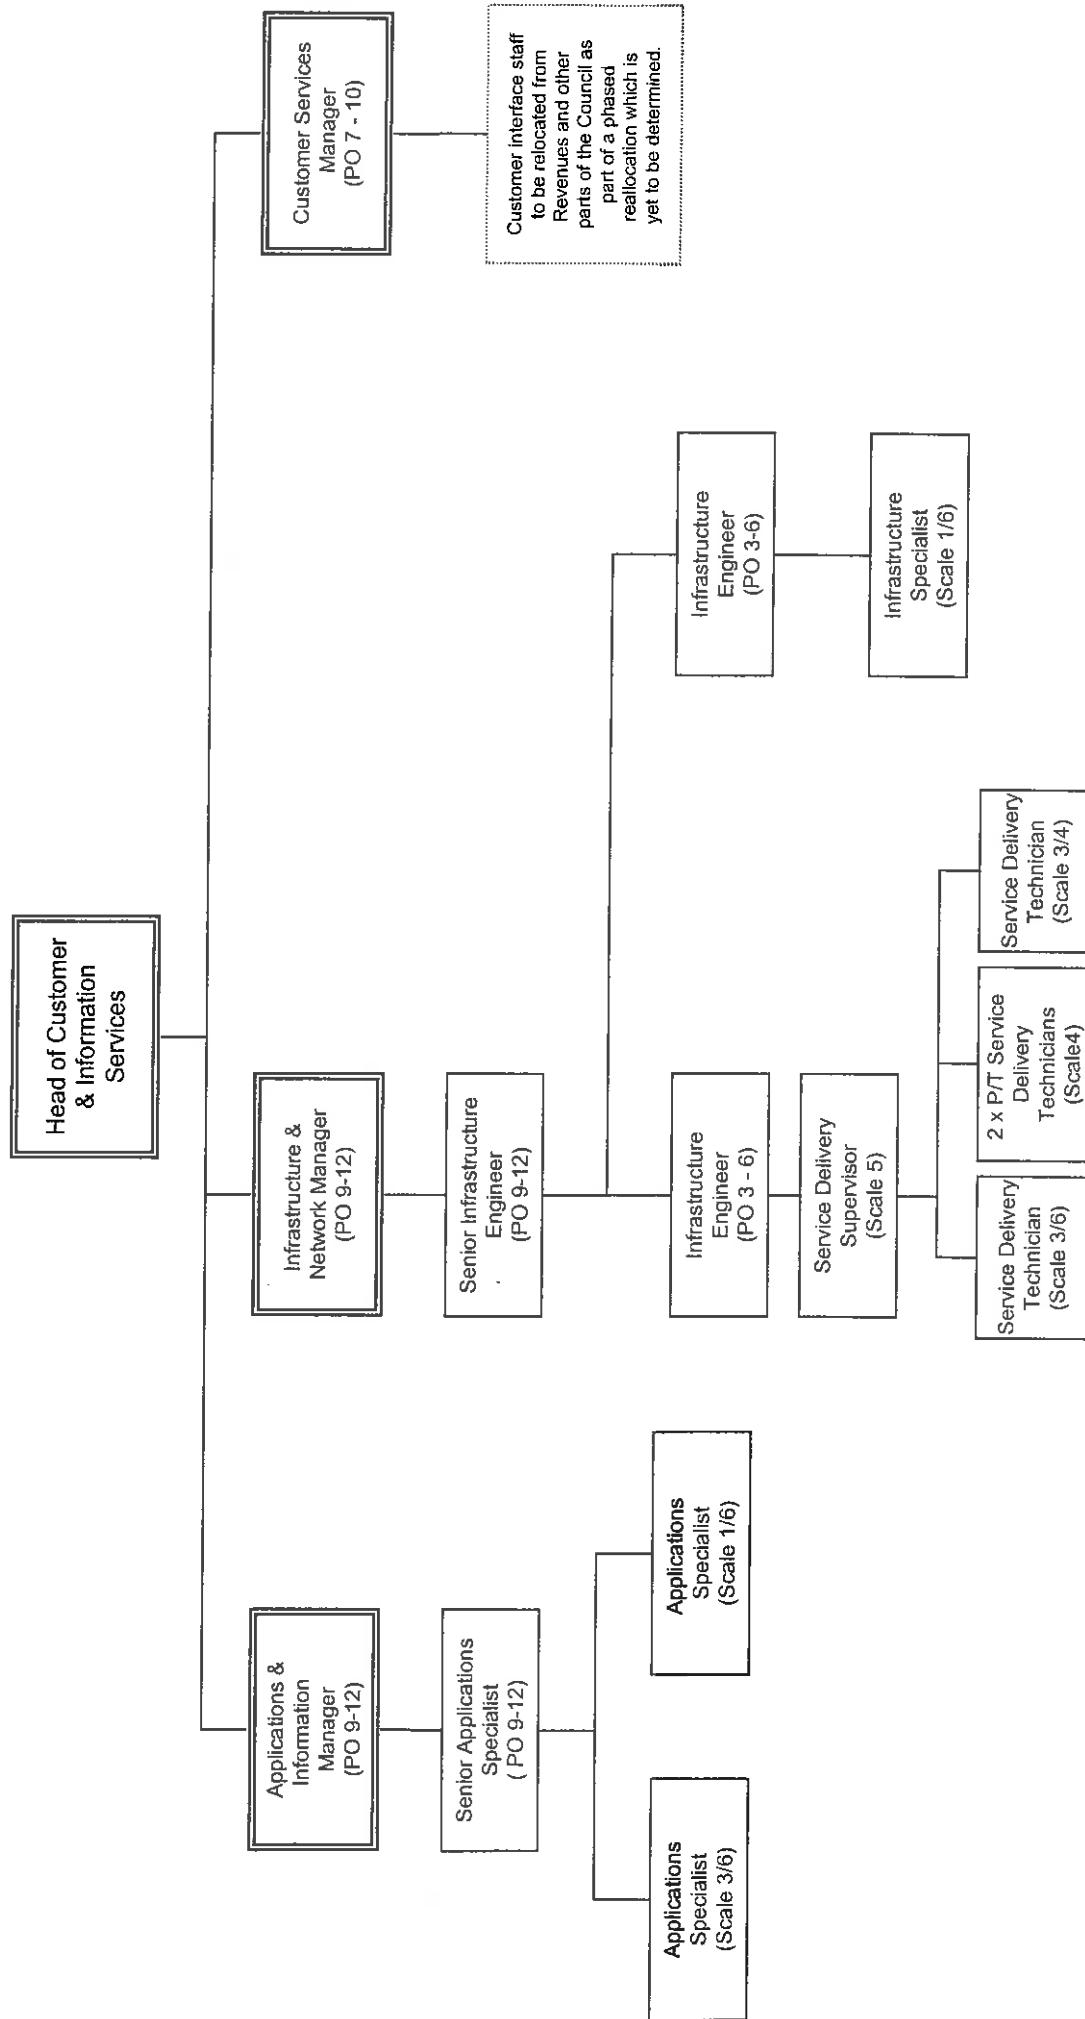 Head of Customer
& Information
Services
Applications &
Information
Manager
(PO 9-12)
Infrastructure &
Network Manager
(PO 9-12)
Customer Services
Manager
(PO 7 - 10)
Senior Applications
Specialist
( PO 9-12)
Senior Infrastructure
Engineer
(PO 9-12)
Customer interface staff
to be relocated from
Revenues and other
parts of the Council as
part of a phased
reallocation which is
yet to be determined.
Applications
Specialist
(Scale 3/6)
Applications
Specialist
(Scale 1/6)
Infrastructure
Engineer
(PO 3 - 6)
Infrastructure
Engineer
(PO 3-6)
Service Delivery
Supervisor
(Scale 5)
Infrastructure
Specialist
(Scale 1/6)
Service Delivery
Technician
(Scale 3/6)
2 x P/T Service
Delivery
Technicians
(Scale4)
Service Delivery
Technician
(Scale 3/4)